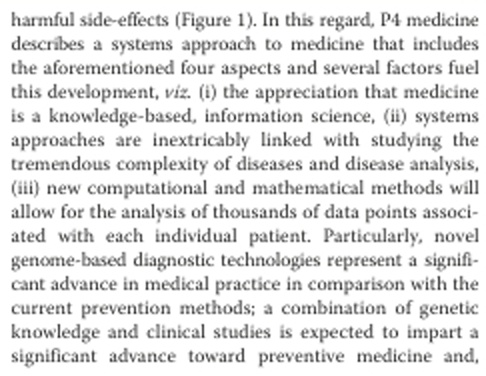 harmful side-effects (Figure 1). In this regard, P4 medicine
describes a systems approach to medicine that includes
the aforementioned four aspects and several factors fuel
this development, viz. (i) the appreciation that medicine
is a knowledge-based, information science, (ii) systems
approaches are inextricably linked with studying the
tremendous complexity of diseases and disease analysis,
(iii) new computational and mathematical methods will
allow for the analysis of thousands of data points associ-
ated with each individual patient. Particularly, novel
genome-based diagnostic technologies represent a signifi-
cant advance in medical practice in comparison with the
current prevention methods; a combination of genetic
knowledge and clinical studies is expected to impart a
significant advance toward preventive medicine and,